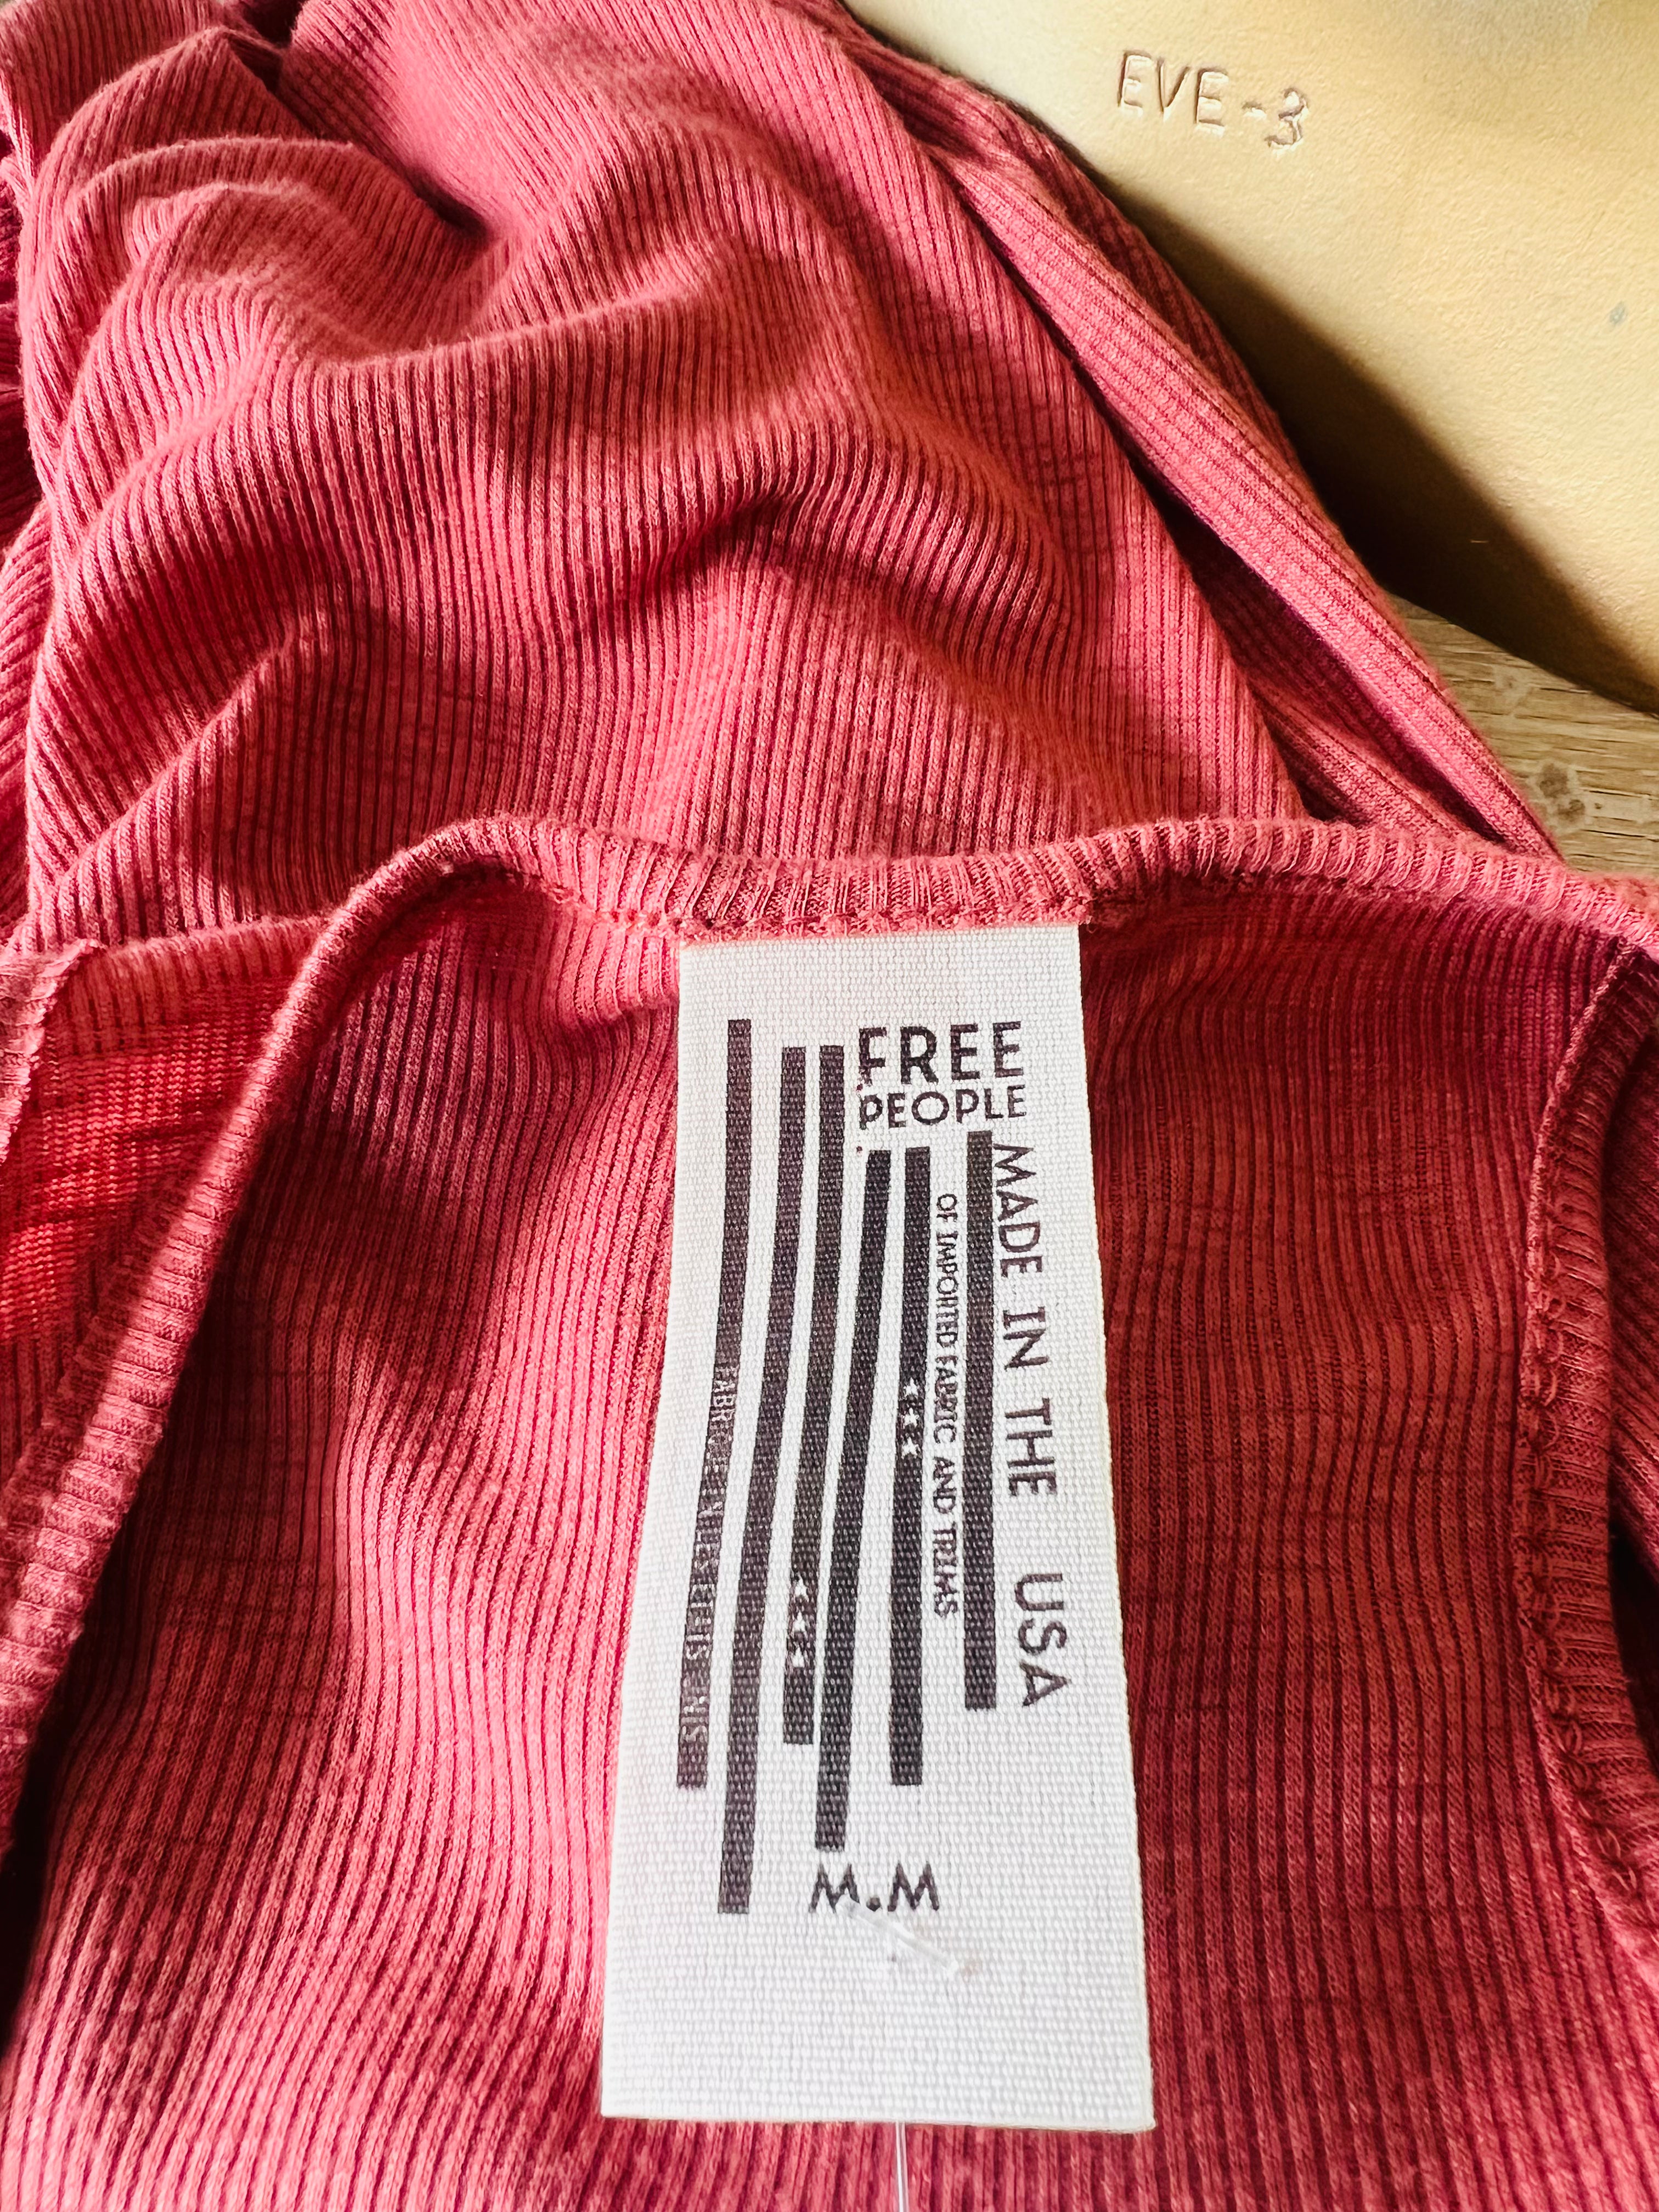 EVE-3
FREE
PEOPLE
MADE IN THE USA
OF IMPORTED FABRIC AND TRIMS
M.M